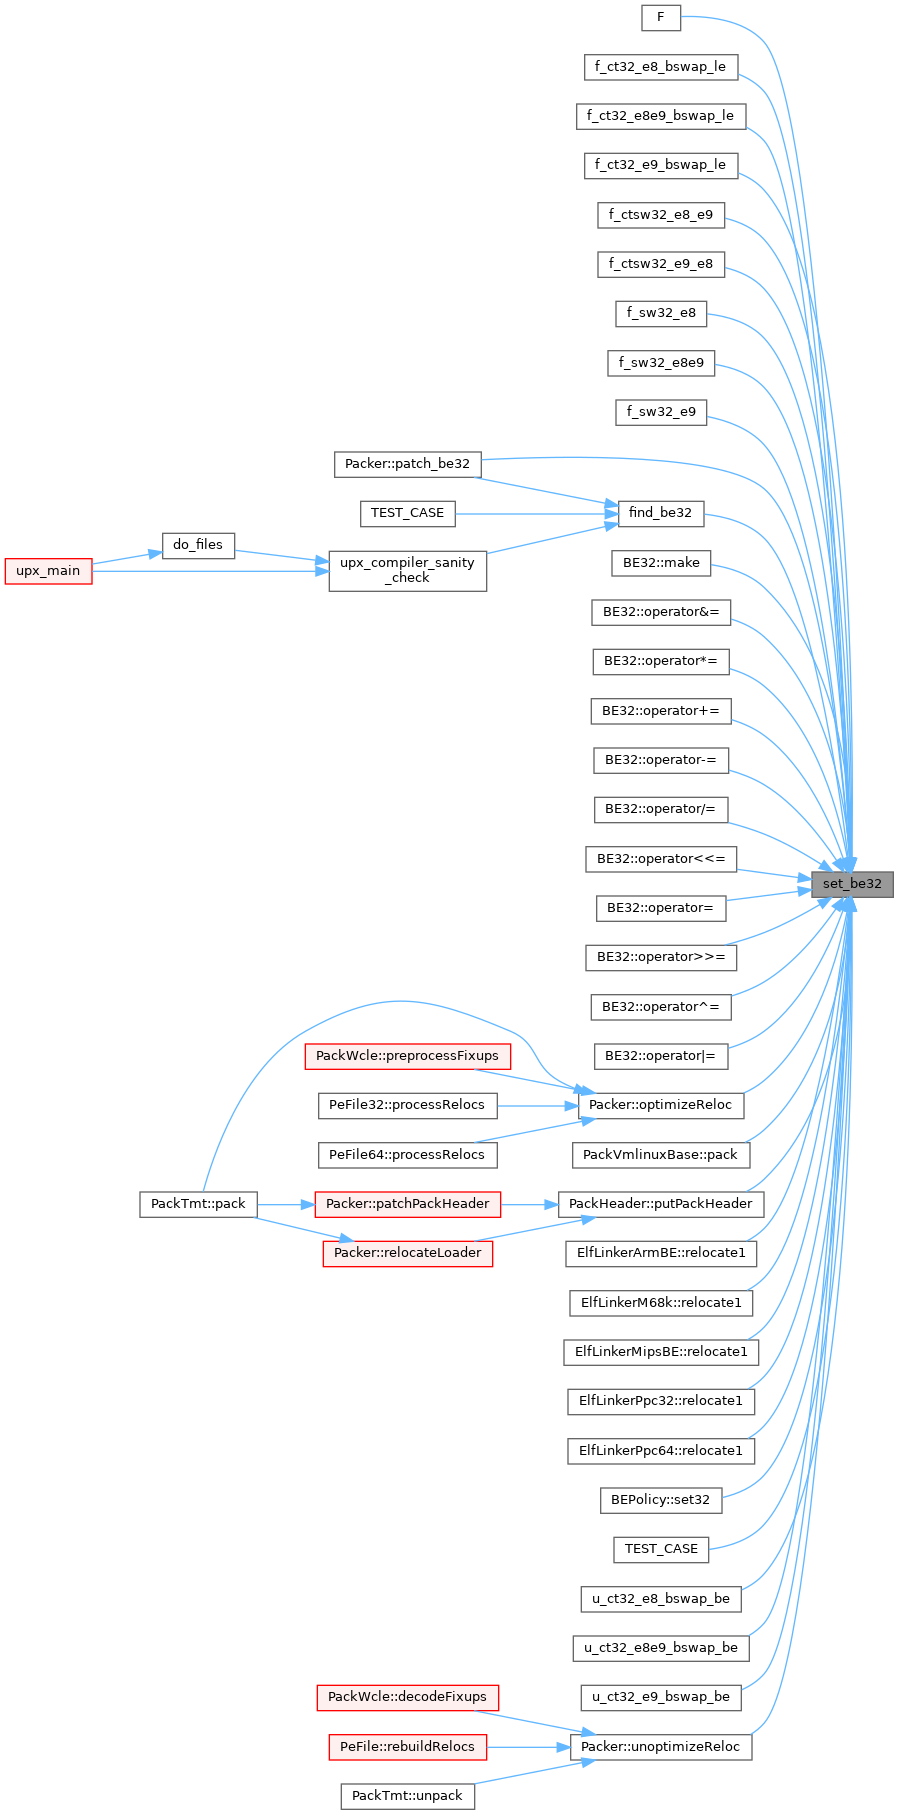 F
f_ct32_e8_bswap_le
f_ct32_e8e9_bswap_le
f_ct32_e9_bswap_le
f_ctsw32_e8_e9
f_ctsw32_e9_e8
f_sw32_e8
f_sw32_e8e9
f_sw32_e9
Packer::patch_be32
TEST_CASE
find_be32
do_files
upx_main
upx_compiler_sanity
_check
BE32::make
BE32::operator&=
BE32::operator*=
BE32::operator+=
BE32::operator-=
BE32::operator/=
BE32::operator<<=
set_be32
BE32::operator=
BE32::operator>>=
BE32::operator^=
BE32::operator|=
PackWcle::preprocessFixups
PeFile32::processRelocs
Packer::optimizeReloc
PeFile64::processRelocs
PackVmlinuxBase::pack
PackTmt::pack
Packer::patchPackHeader
PackHeader::putPackHeader
Packer::relocateLoader
ElfLinkerArmBE::relocate1
ElfLinkerM68k::relocate1
ElfLinkerMipsBE::relocate1
ElfLinkerPpc32::relocate1
ElfLinkerPpc64::relocate1
BEPolicy::set32
TEST_CASE
u_ct32_e8_bswap_be
u_ct32_e8e9_bswap_be
u_ct32_e9_bswap_be
PackWcle::decodeFixups
PeFile::rebuildRelocs
Packer::unoptimizeReloc
PackTmt::unpack